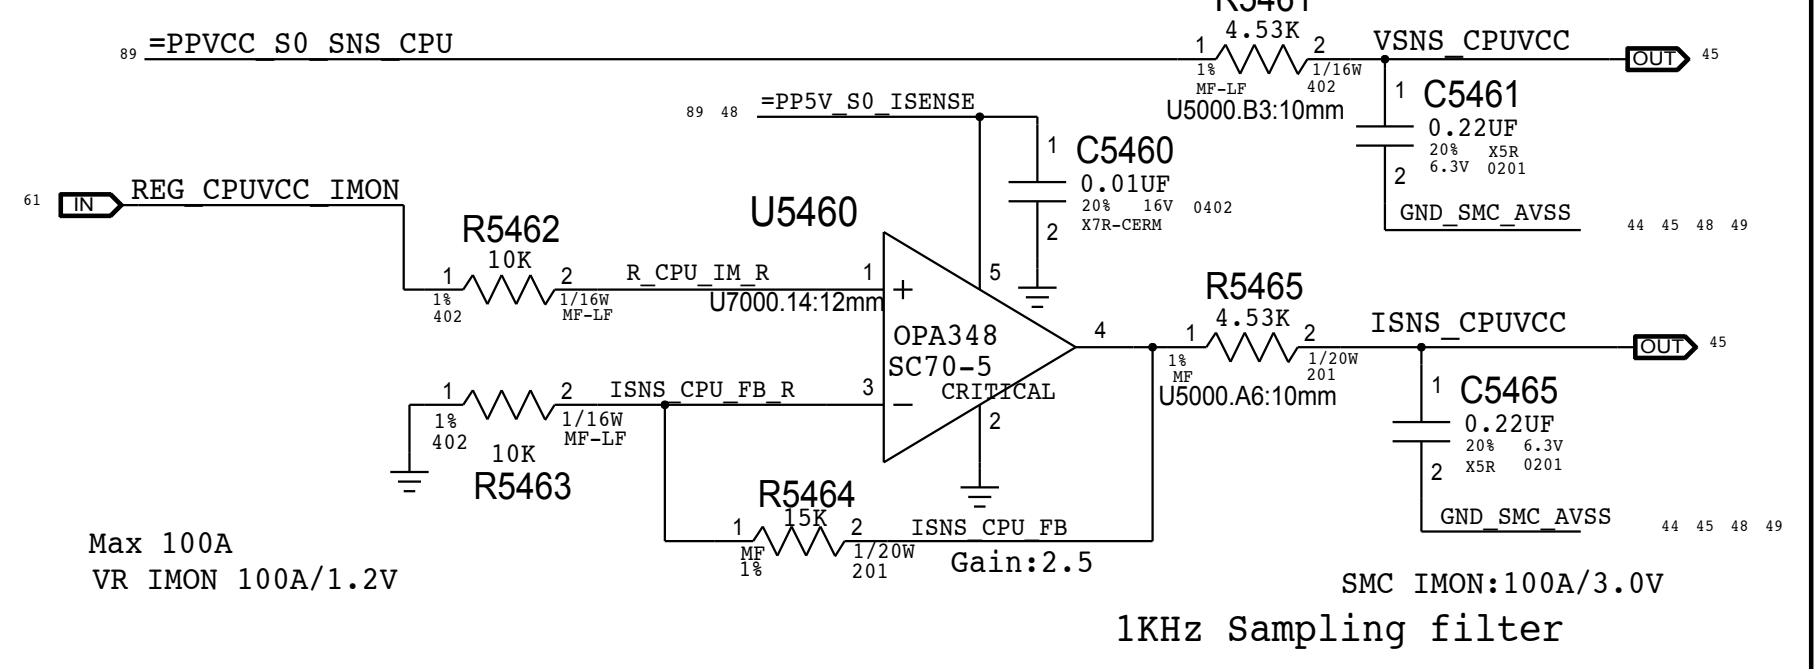 R5461
4.53K
89 =PPVCC_S0_SNS_CPU 1 2 VSNS_CPUVCC OUT 45
1% 1/16W
MF-LF 402
U5000.B3:10mm
1 C5461
0.22UF
20% X5R
6.3V 0201
2
GND_SMC_AVSS 44 45 48 49
89 48 =PP5V_S0_ISENSE
1 C5460
0.01UF
20% 16V 0402
X7R-CERM
2
61 IN REG_CPUVCC_IMON
R5462
10K
1 2 R_CPU_IM_R 1
1% 1/16W U7000.14:12mm
402 MF-LF
U5460
+ 5
OPA348
SC70-5
CRITICAL
4
R5465
4.53K
1 2 ISNS_CPUVCC OUT 45
1% 1/20W
MF 201
U5000.A6:10mm
1 C5465
0.22UF
20% 6.3V
X5R 0201
2
GND_SMC_AVSS 44 45 48 49
1 2 ISNS_CPU_FB_R 3 − 2
1% 1/16W
402 MF-LF
10K
R5463
R5464
15K
1 2 ISNS_CPU_FB
MF 1/20W
1% 201
Gain:2.5
Max 100A
VR IMON 100A/1.2V
SMC IMON:100A/3.0V
1KHz Sampling filter